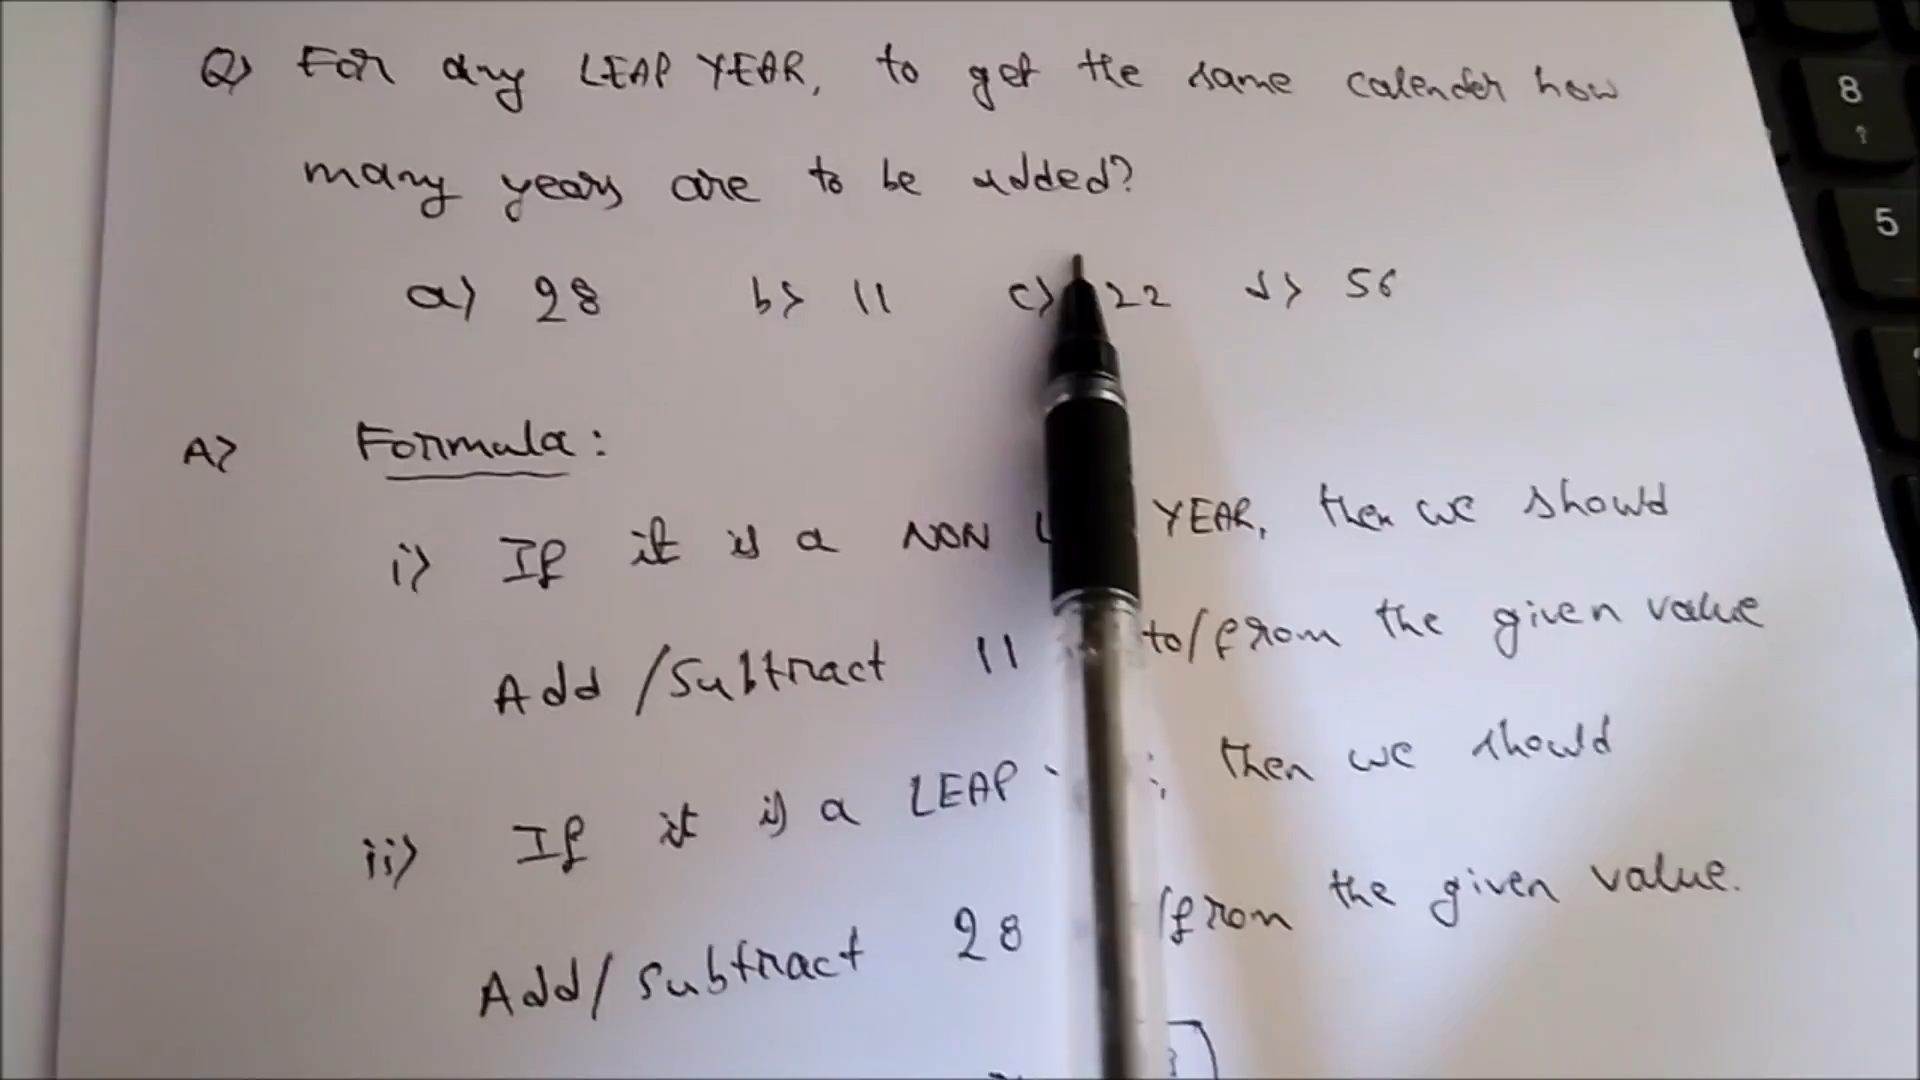 Q) For any LEAP YEAR, to get the same calender how
many years are to be added?
a) 28 b) 11 c) 22 d) 56
A) Formula:
i) If it is a NON YEAR, then we should
Add/Subtract 11 to/from the given value
ii) If it is a LEAP , then we should
Add/Subtract 28 /from the given value.
8
?
5